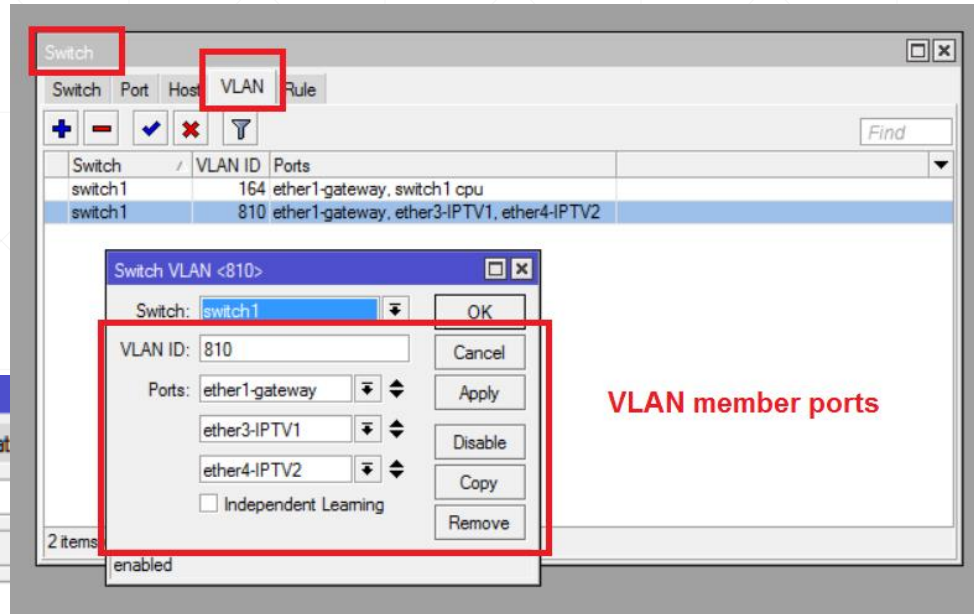 Switch
Switch Port Host VLAN Rule
Find
Switch VLAN ID Ports
switch1 164 ether1-gateway, switch1 cpu
switch1 810 ether1-gateway, ether3-IPTV1, ether4-IPTV2
Switch VLAN <810>
Switch: switch1 OK
VLAN ID: 810 Cancel
Ports: ether1-gateway Apply
VLAN member ports
ether3-IPTV1 Disable
ether4-IPTV2 Copy
Independent Learning
Remove
2 items
enabled